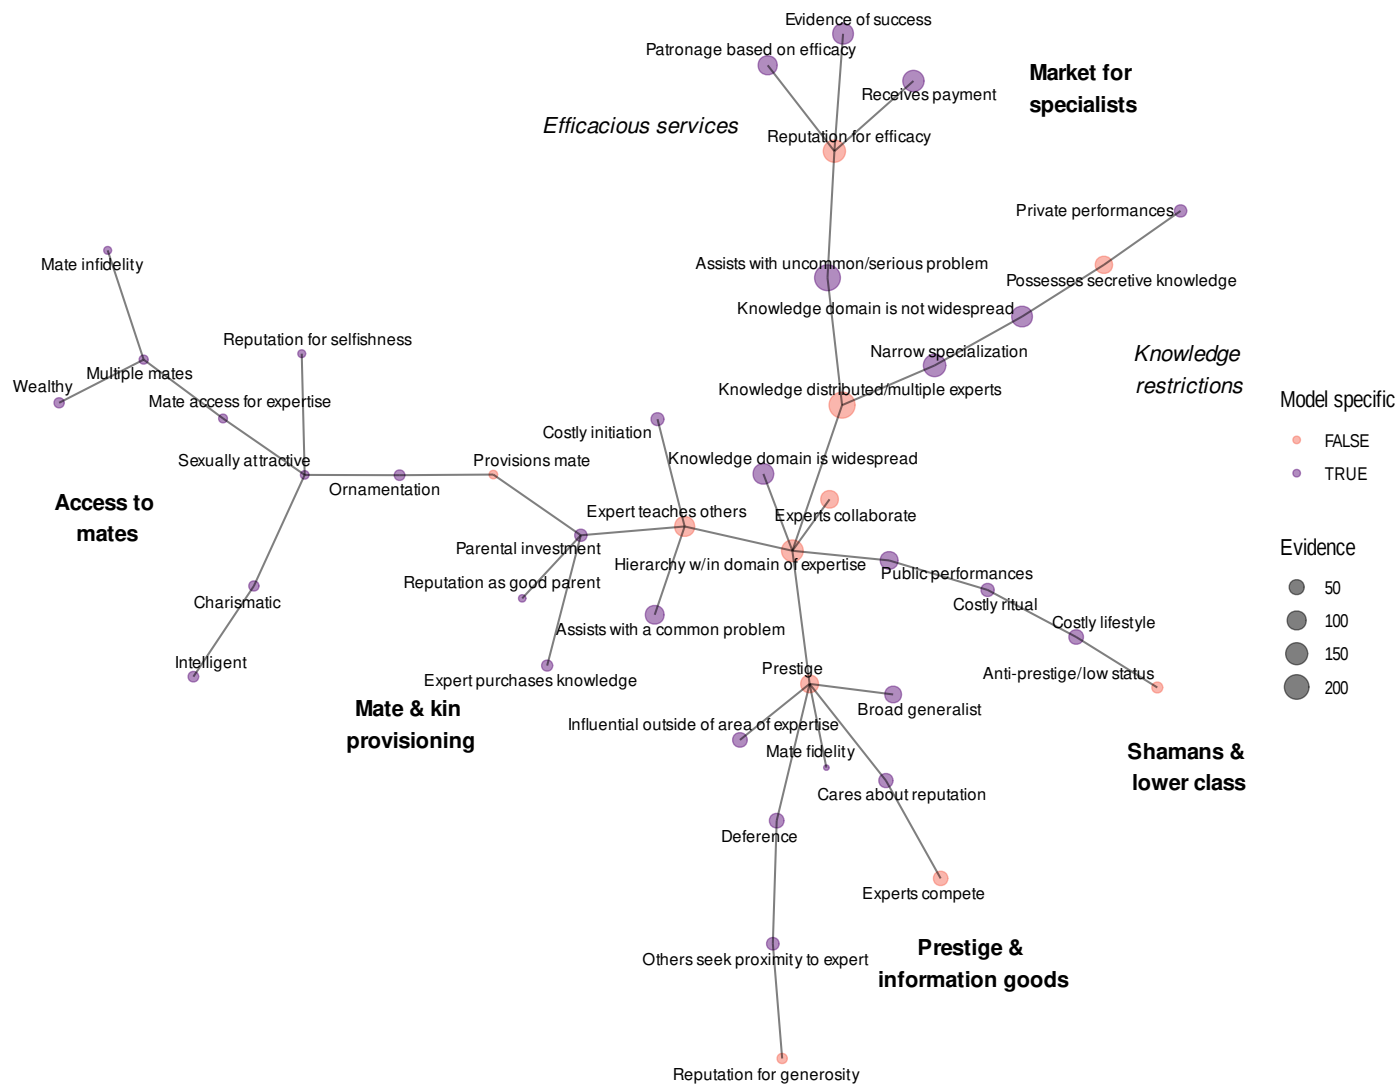 Evidence of success
Patronage based on efficacy
Market for
specialists
Receives payment
Efficacious services
Reputation for efficacy
Private performances
Mate infidelity
Assists with uncommon/serious problem
Possesses secretive knowledge
Knowledge domain is not widespread
Reputation for selfishness
Narrow specialization
Knowledge
restrictions
Multiple mates
Wealthy
Knowledge distributed/multiple experts
Model specific
FALSE
TRUE
Mate access for expertise
Costly initiation
Sexually attractive
Provisions mate
Knowledge domain is widespread
Ornamentation
Access to
mates
Expert teaches others
Experts collaborate
Parental investment
Evidence
50
100
150
200
Hierarchy w/in domain of expertise
Public performances
Reputation as good parent
Charismatic
Costly ritual
Costly lifestyle
Assists with a common problem
Intelligent
Prestige
Anti-prestige/low status
Expert purchases knowledge
Mate & kin
provisioning
Broad generalist
Influential outside of area of expertise
Mate fidelity
Shamans &
lower class
Cares about reputation
Deference
Experts compete
Prestige &
information goods
Others seek proximity to expert
Reputation for generosity